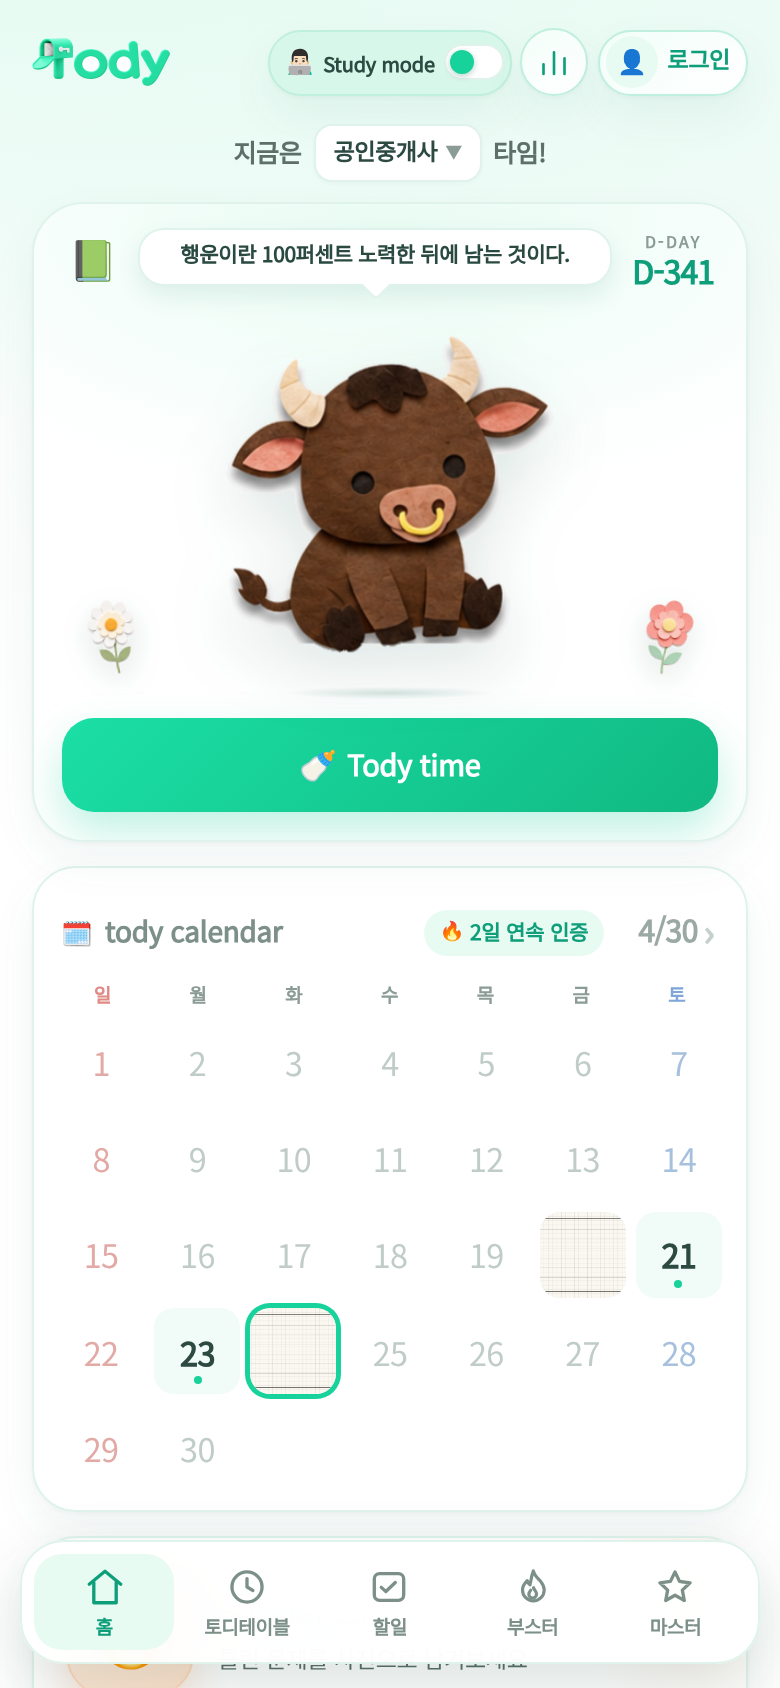 Tody
Study mode
로그인
지금은 공인중개사 ▼ 타임!
행운이란 100퍼센트 노력한 뒤에 남는 것이다.
D-DAY
D-341
Tody time
tody calendar
2일 연속 인증
4/30 ›
일 월 화 수 목 금 토
1 2 3 4 5 6 7
8 9 10 11 12 13 14
15 16 17 18 19 21
22 23 25 26 27 28
29 30
홈 토디테이블 할일 부스터 마스터